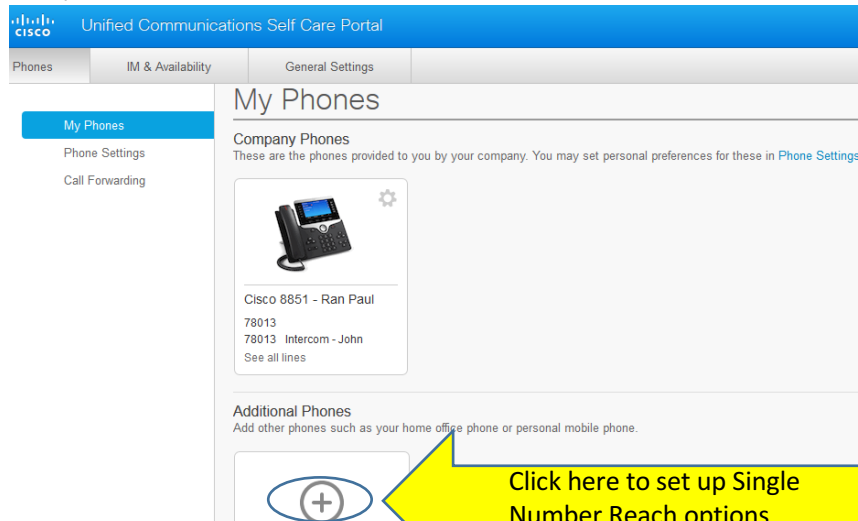 CISCO Unified Communications Self Care Portal
Phones IM & Availability General Settings
My Phones
Phone Settings
Call Forwarding
My Phones
Company Phones
These are the phones provided to you by your company. You may set personal preferences for these in Phone Settings
Cisco 8851 - Ran Paul
78013
78013 Intercom - John
See all lines
Additional Phones
Add other phones such as your home office phone or personal mobile phone.
Click here to set up Single
Number Reach options